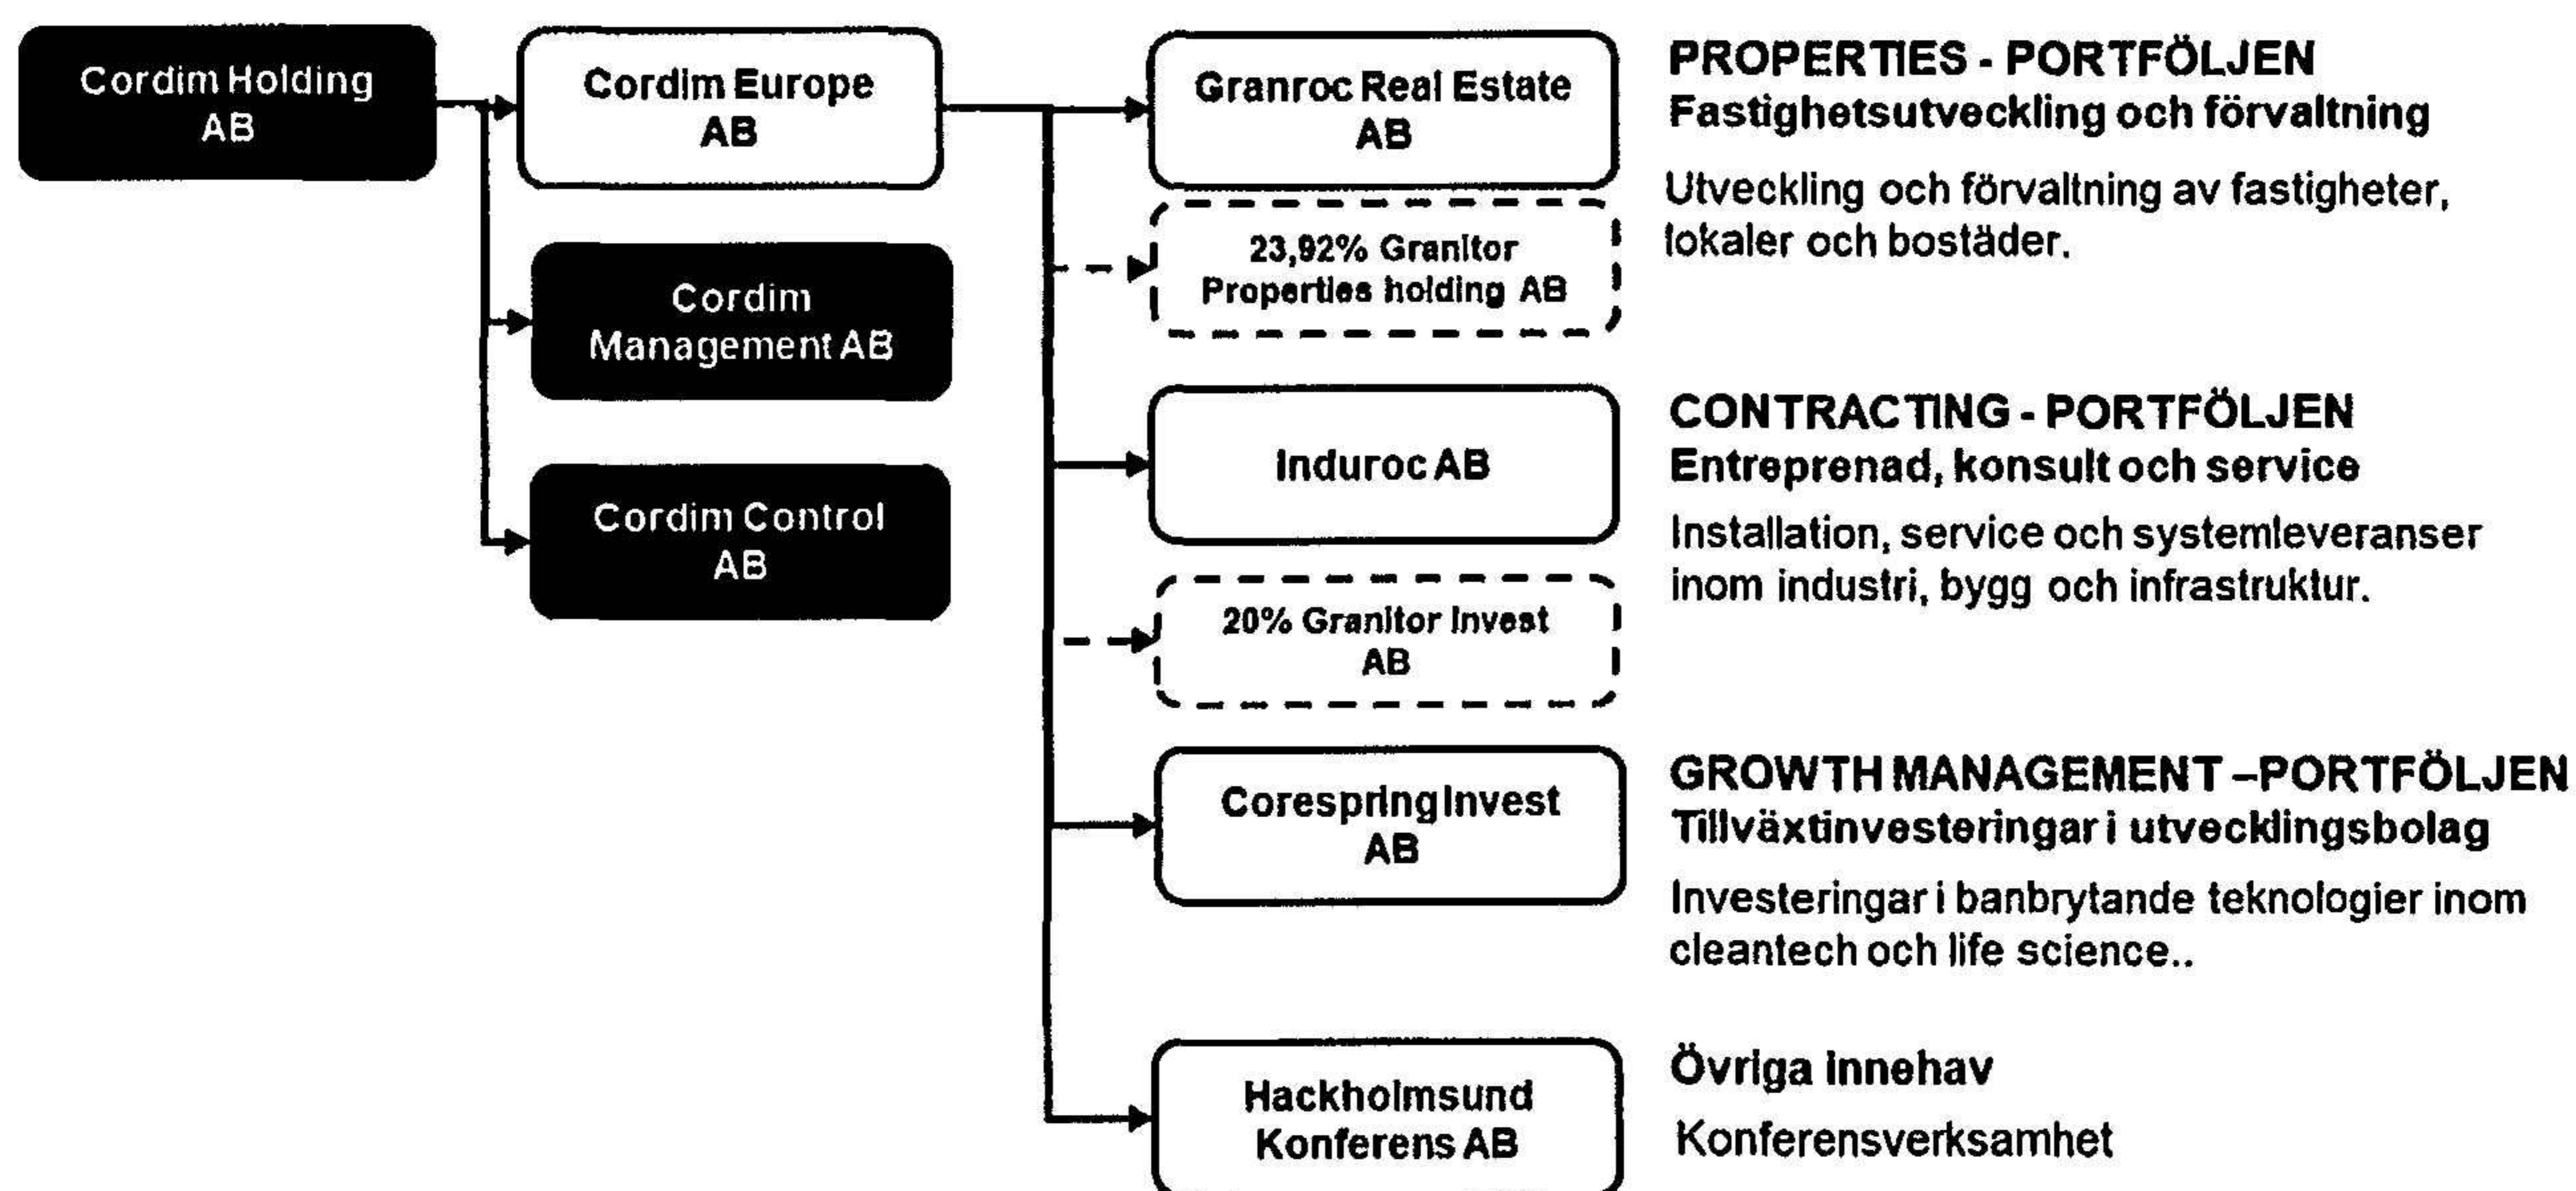 Cordim Holding
AB
Cordim Europe
AB
Cordim
Management AB
Cordim Control
AB
Granroc Real Estate
AB
23,92% Granitor
Properties holding AB
Induroc AB
20% Granitor Invest
AB
Corespring Invest
AB
Hackholmsund
Konferens AB
PROPERTIES - PORTFÖLJEN
Fastighetsutveckling och förvaltning
Utveckling och förvaltning av fastigheter,
lokaler och bostäder.
CONTRACTING - PORTFÖLJEN
Entreprenad, konsult och service
Installation, service och systemleveranser
inom industri, bygg och infrastruktur.
GROWTH MANAGEMENT –PORTFÖLJEN
Tillväxtinvesteringar i utvecklingsbolag
Investeringar i banbrytande teknologier inom
cleantech och life science..
Övriga innehav
Konferensverksamhet